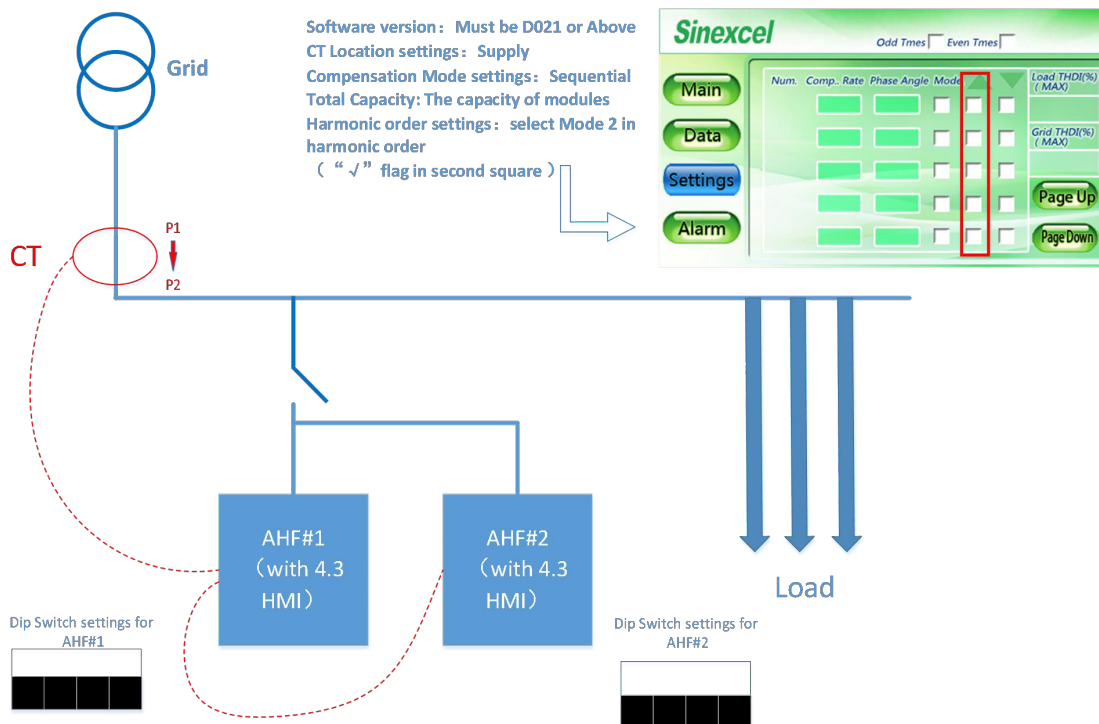 Software version：Must be D021 or Above
CT Location settings：Supply
Compensation Mode settings：Sequential
Total Capacity: The capacity of modules
Harmonic order settings：select Mode 2 in
harmonic order
（ “ √ ” flag in second square ）
Grid
Sinexcel
Odd Tmes Even Tmes
Main
Data
Settings
Alarm
Num. Comp.. Rate Phase Angle Mode
Load THDI(%)
( MAX)
Grid THDI(%)
( MAX)
Page Up
Page Down
CT
P1
P2
AHF#1
（with 4.3
HMI）
AHF#2
（with 4.3
HMI）
Load
Dip Switch settings for
AHF#1
Dip Switch settings for
AHF#2